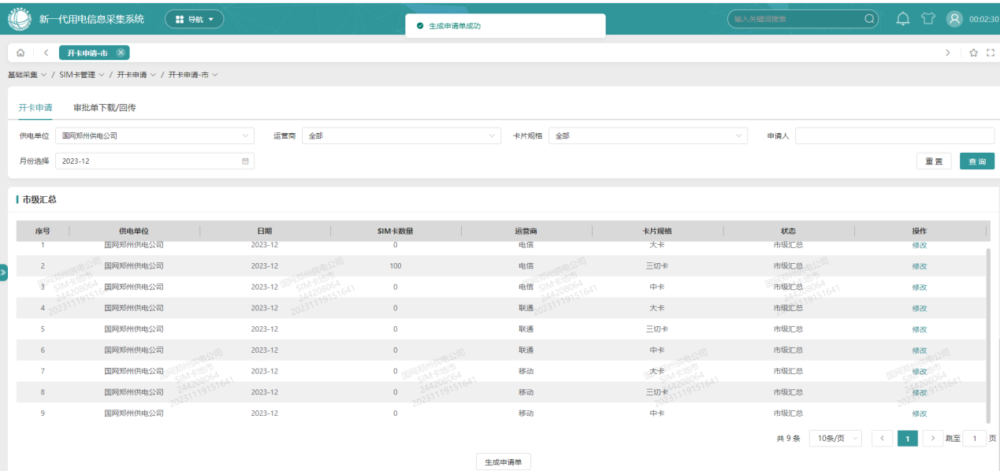 新一代用电信息采集系统 导航 生成申请单成功 输入关键词搜索 00:02:30
开卡申请-市
基础采集 / SIM卡管理 / 开卡申请 / 开卡申请-市
开卡申请 审批单下载/回传
供电单位 国网郑州供电公司 运营商 全部 卡片规格 全部 申请人
月份选择 2023-12 重置 查询
市级汇总
序号 供电单位 日期 SIM卡数量 运营商 卡片规格 状态 操作
1 国网郑州供电公司 2023-12 0 电信 大卡 市级汇总 修改
2 国网郑州供电公司 2023-12 100 电信 三切卡 市级汇总 修改
3 国网郑州供电公司 2023-12 0 电信 中卡 市级汇总 修改
4 国网郑州供电公司 2023-12 0 联通 大卡 市级汇总 修改
5 国网郑州供电公司 2023-12 0 联通 三切卡 市级汇总 修改
6 国网郑州供电公司 2023-12 0 联通 中卡 市级汇总 修改
7 国网郑州供电公司 2023-12 0 移动 大卡 市级汇总 修改
8 国网郑州供电公司 2023-12 0 移动 三切卡 市级汇总 修改
9 国网郑州供电公司 2023-12 0 移动 中卡 市级汇总 修改
国网郑州供电公司
SIM卡地市
244208064
20231119151641
共 9 条 10条/页 1 跳至 1 页
生成申请单